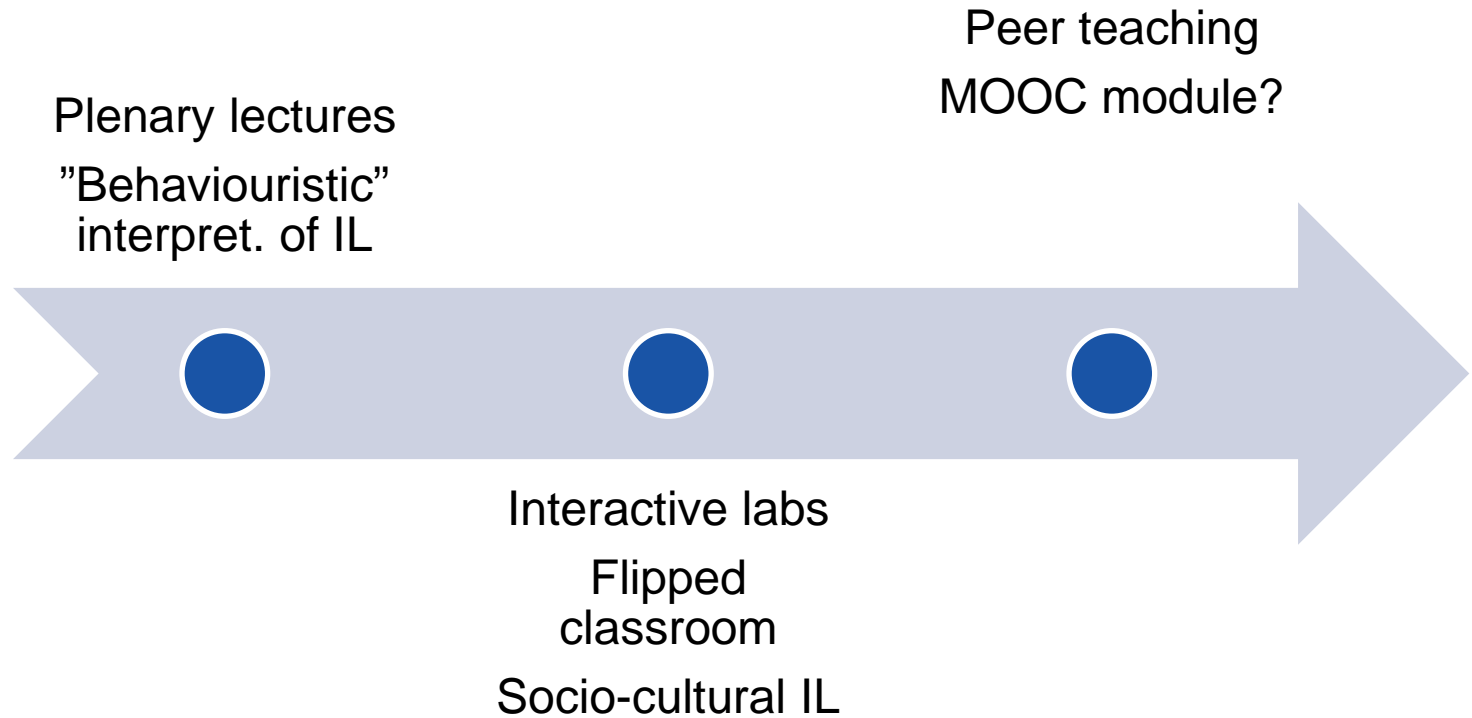 Plenary lectures
”Behaviouristic”
interpret. of IL
Interactive labs
Flipped
classroom
Socio-cultural IL
Peer teaching
MOOC module?